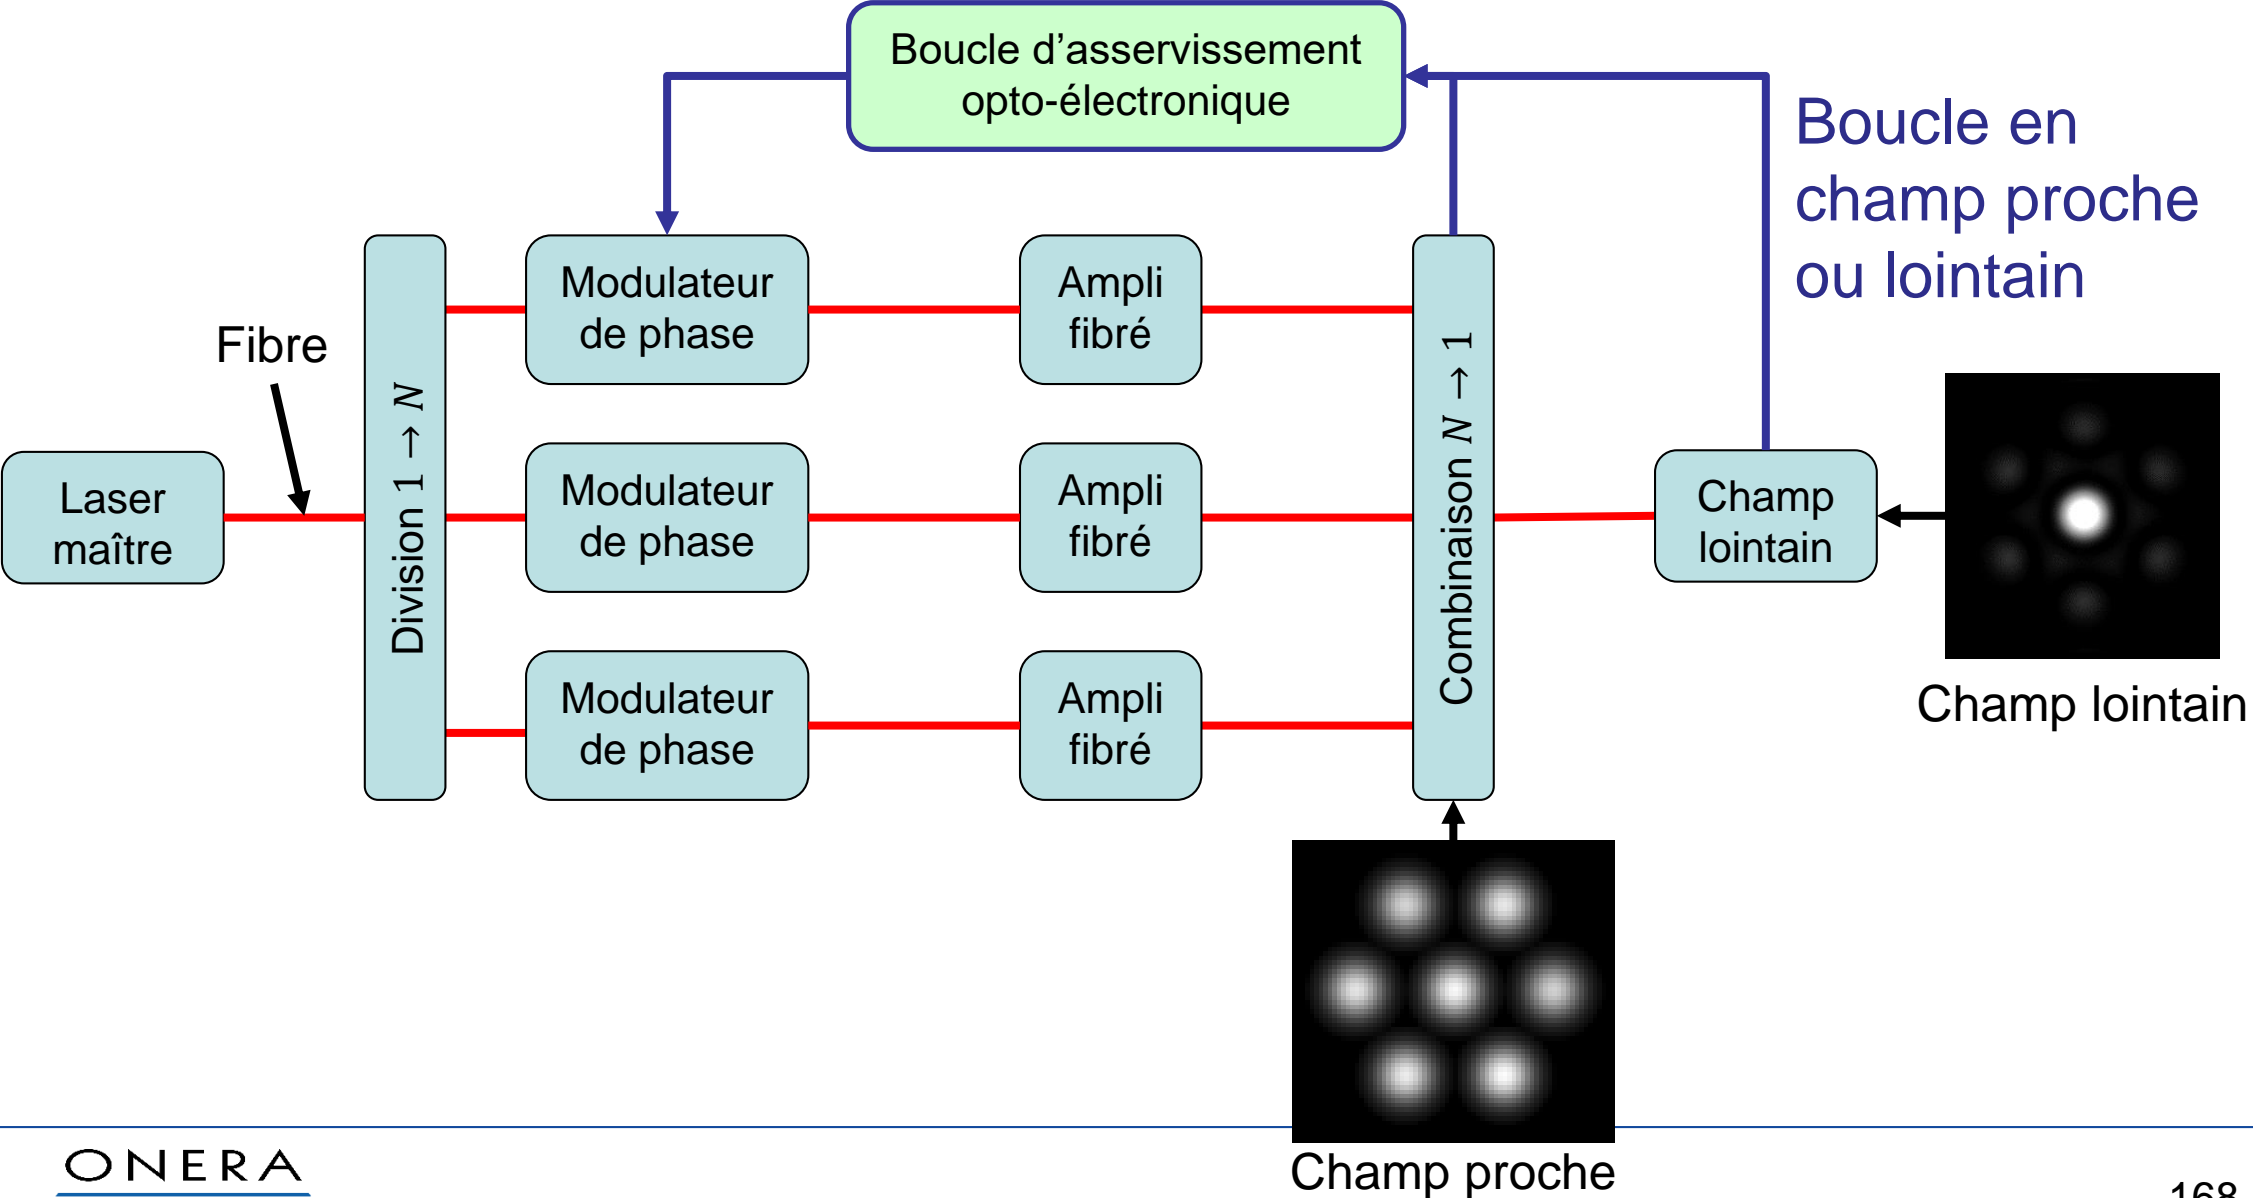 Boucle d’asservissement
opto-électronique
Boucle en
champ proche
ou lointain
Fibre
Laser
maître
Division 1 → N
Modulateur
de phase
Ampli
fibré
Modulateur
de phase
Ampli
fibré
Modulateur
de phase
Ampli
fibré
Combinaison N → 1
Champ
lointain
Champ lointain
Champ proche
ONERA
168